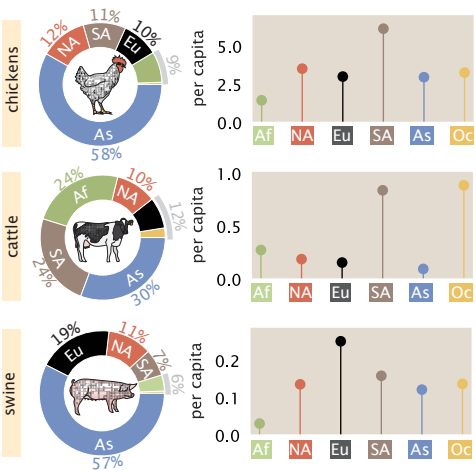 chickens
12%
11%
10%
9%
NA
SA
Eu
As
58%
per capita
5.0
2.5
0.0
Af NA Eu SA As Oc
cattle
24%
10%
12%
Af
NA
SA
24%
As
30%
per capita
1.0
0.5
0.0
Af NA Eu SA As Oc
swine
19%
11%
7%
6%
Eu
NA
SA
As
57%
per capita
0.2
0.1
0.0
Af NA Eu SA As Oc